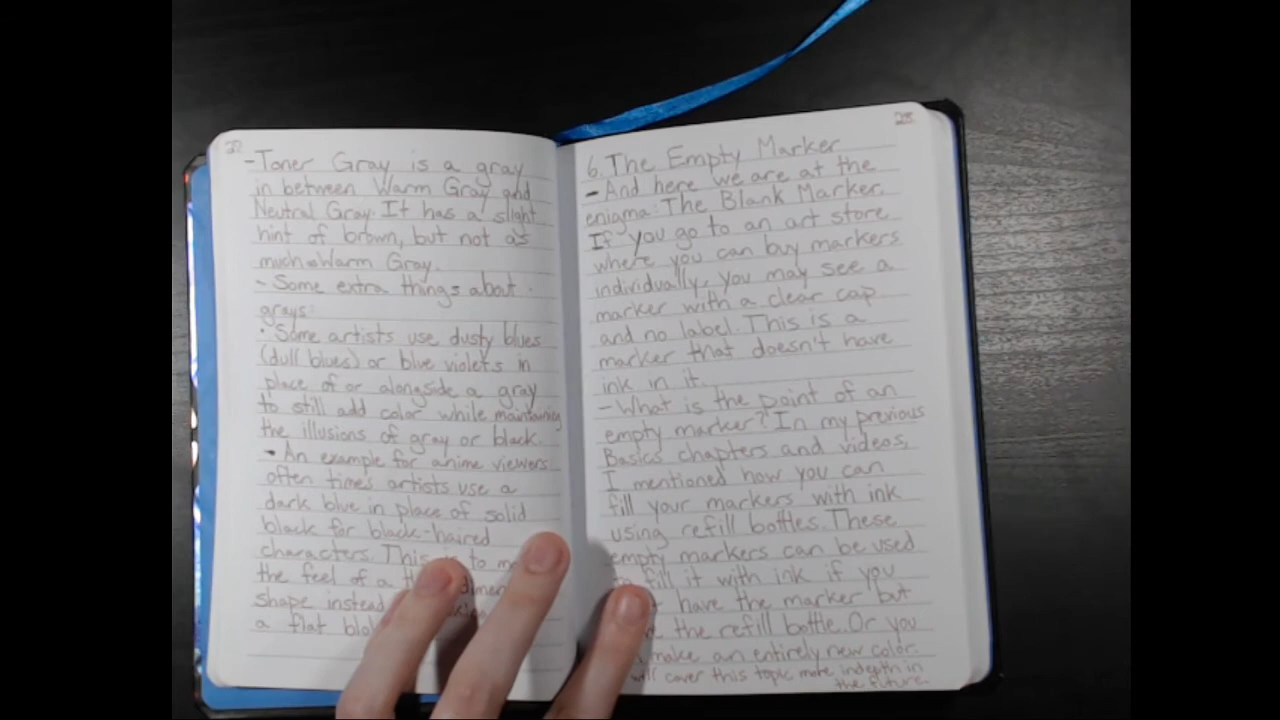 22
-Toner Gray is a gray
in between Warm Gray and
Neutral Gray. It has a slight
hint of brown, but not as
much Warm Gray.
- Some extra things about
grays:
· Some artists use dusty blues
(dull blues) or blue violets in
place of or alongside a gray
to still add color while maintaining
the illusions of gray or black.
- An example for anime viewers
often times artists use a
dark blue in place of solid
black for black-haired
characters. This to
the feel of a
shape instead
a flat
23
6. The Empty Marker
- And here we are at the
enigma: The Blank Marker.
If you go to an art store
where you can buy markers
individually, you may see a
marker with a clear cap
and no label. This is a
marker that doesn't have
ink in it.
- What is the point of an
empty marker? In my previous
Basics chapters and videos,
I mentioned how you can
fill your markers with ink
using refill bottles. These
empty markers can be used
fill it with ink if you
have the marker but
the refill bottle. Or you
make an entirely new color.
cover this topic more indepth in
the future.